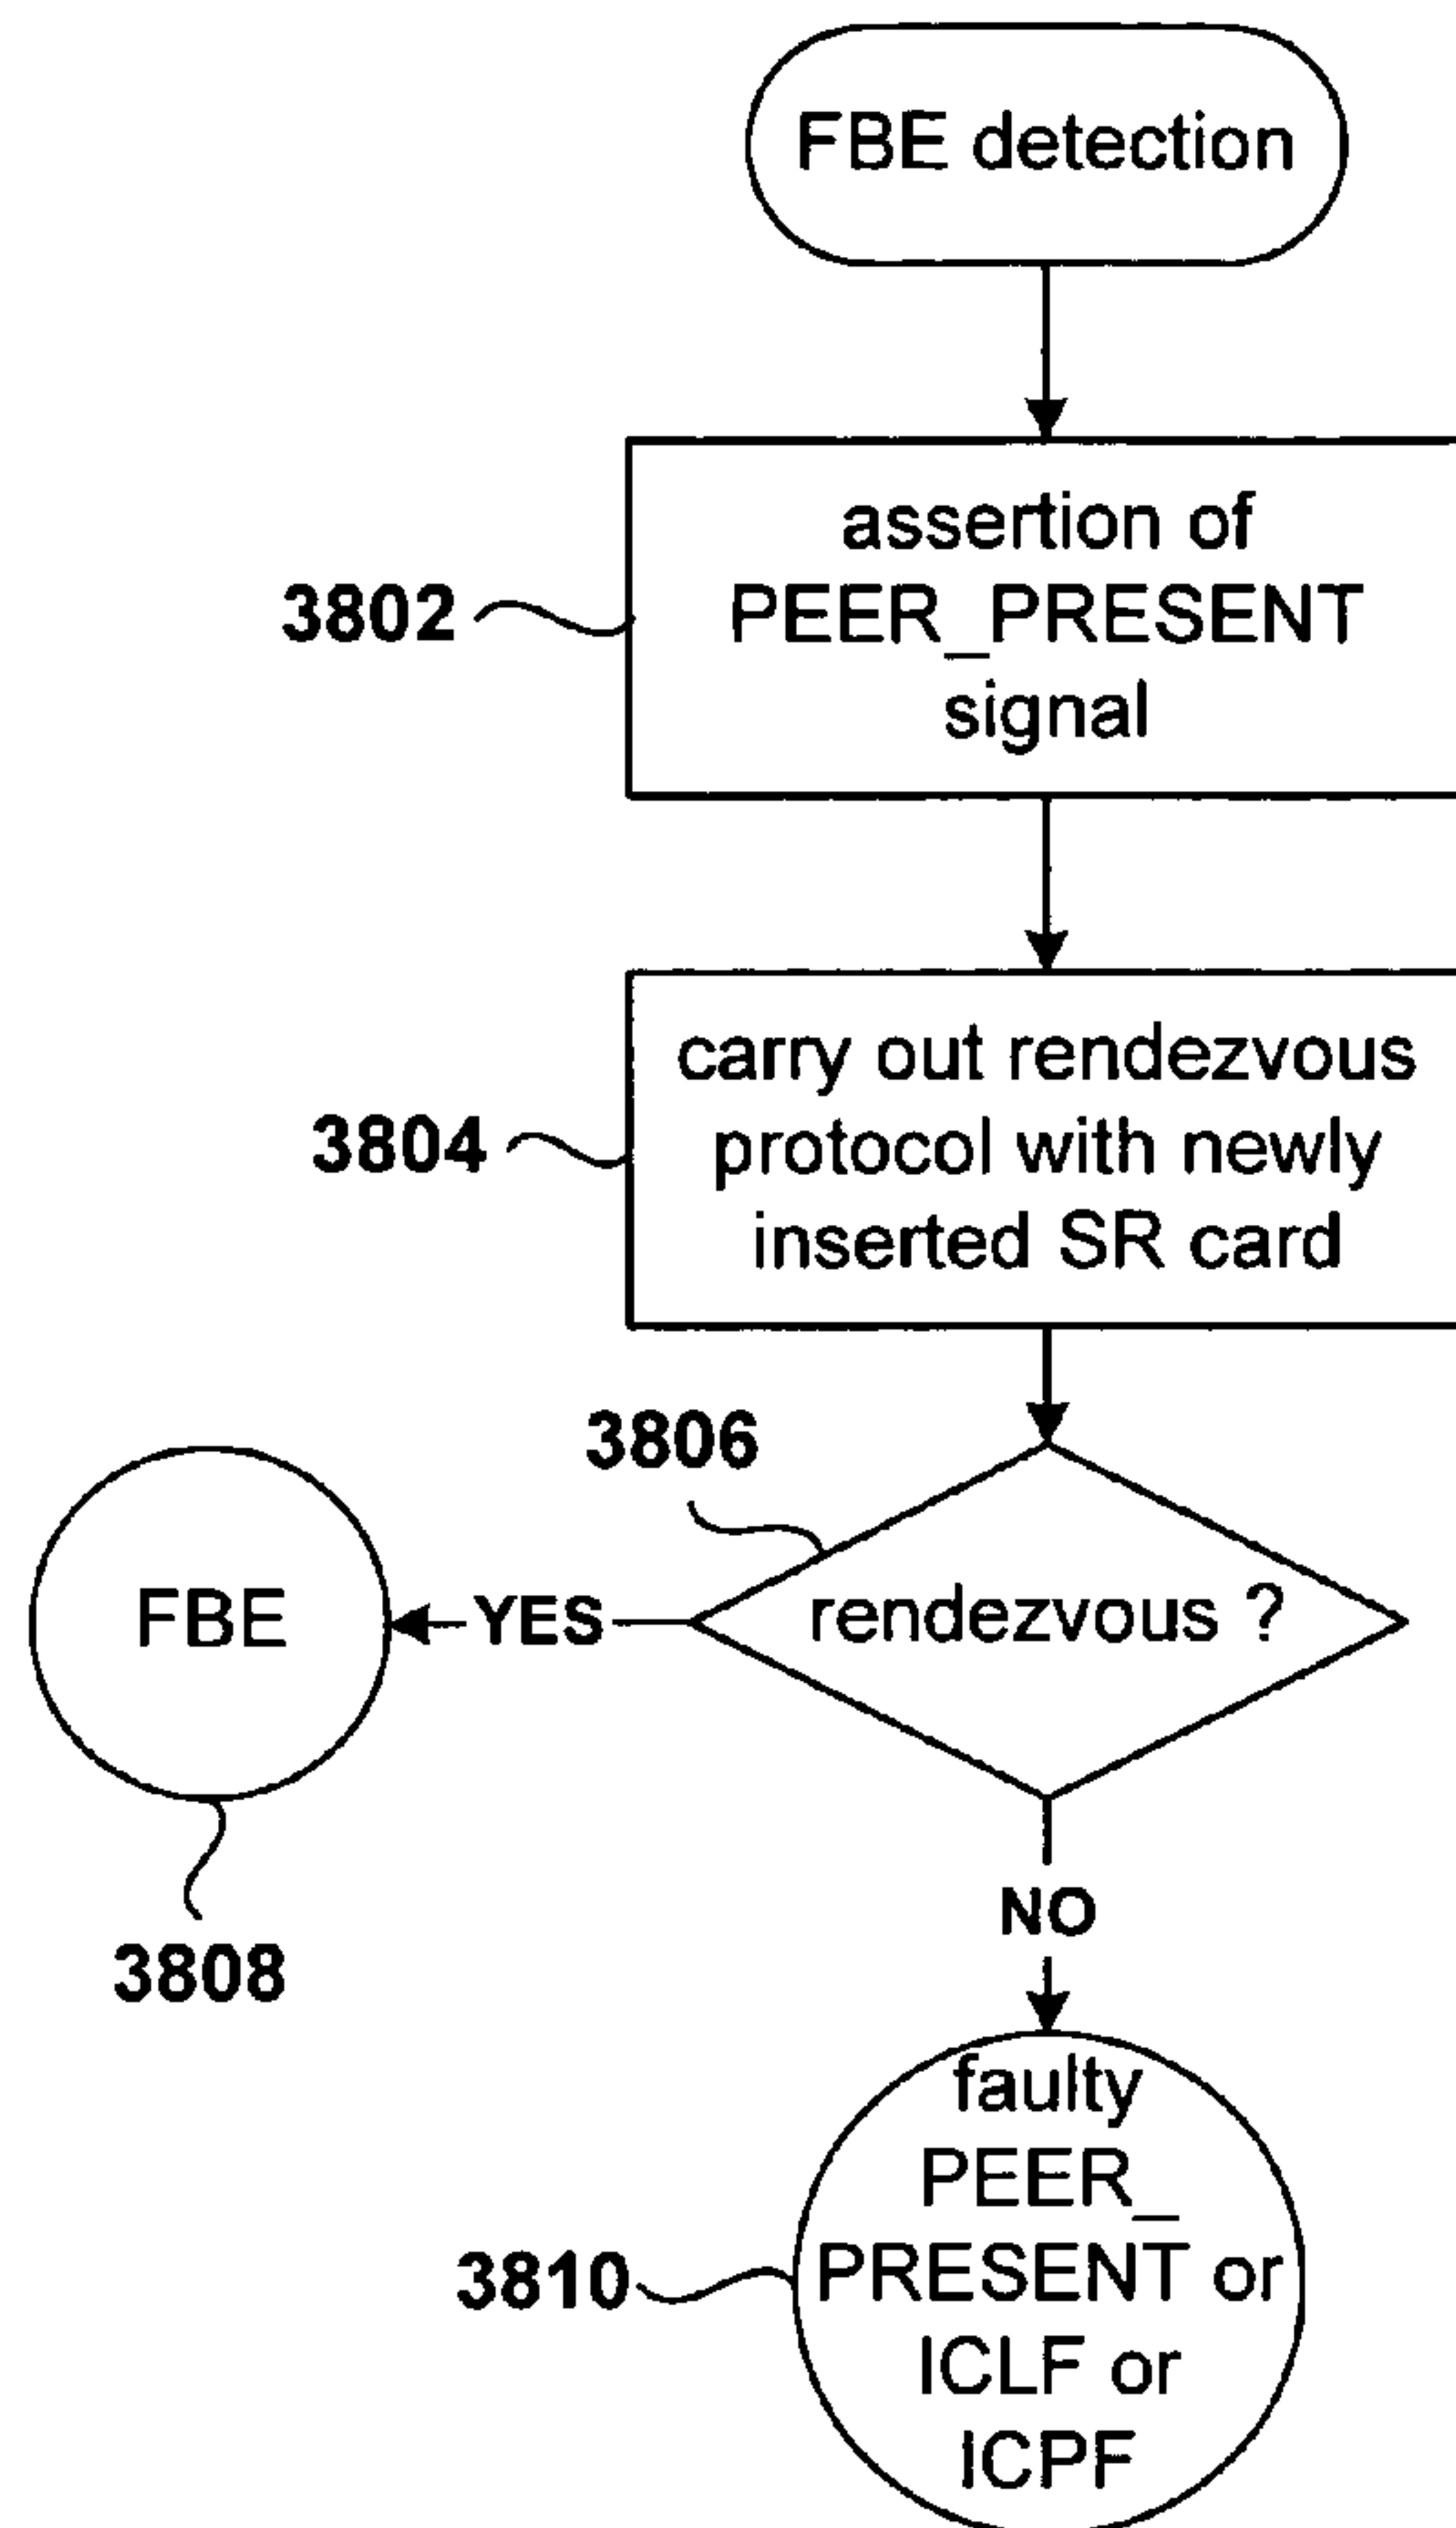 FBE detection
assertion of
PEER_PRESENT
signal
3802
carry out rendezvous
protocol with newly
inserted SR card
3804
3806
rendezvous ?
YES
FBE
3808
NO
faulty
PEER_
PRESENT or
ICLF or
ICPF
3810